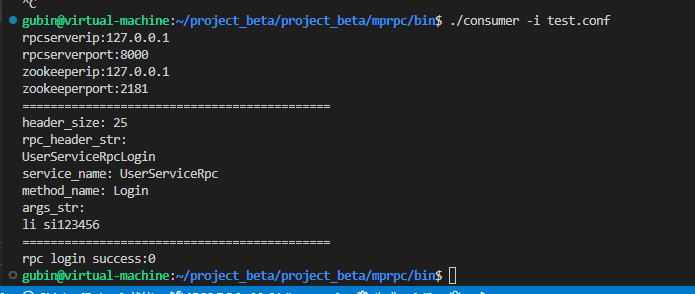 ^C
gubin@virtual-machine:~/project_beta/project_beta/mprpc/bin$ ./consumer -i test.conf
rpcserverip:127.0.0.1
rpcserverport:8000
zookeeperip:127.0.0.1
zookeeperport:2181
============================================
header_size: 25
rpc_header_str:
UserServiceRpcLogin
service_name: UserServiceRpc
method_name: Login
args_str:
li si123456
============================================
rpc login success:0
gubin@virtual-machine:~/project_beta/project_beta/mprpc/bin$